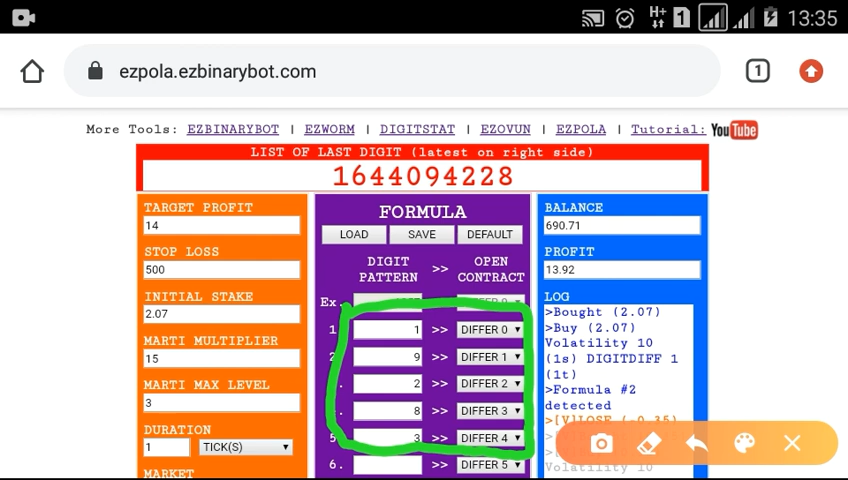 H+ 1 13:35
ezpola.ezbinarybot.com 1
More Tools: EZBINARYBOT | EZWORM | DIGITSTAT | EZOVUN | EZPOLA | Tutorial: YouTube
LIST OF LAST DIGIT (latest on right side)
1644094228
TARGET PROFIT
14
STOP LOSS
500
INITIAL STAKE
2.07
MARTI MULTIPLIER
15
MARTI MAX LEVEL
3
DURATION
1 TICK(S)
MARKET
FORMULA
LOAD SAVE DEFAULT
DIGIT PATTERN >> OPEN CONTRACT
Ex.
1 1 >> DIFFER 0
9 >> DIFFER 1
2 >> DIFFER 2
8 >> DIFFER 3
5 3 >> DIFFER 4
6. >> DIFFER 5
BALANCE
690.71
PROFIT
13.92
LOG
>Bought (2.07)
>Buy (2.07)
Volatility 10
(1s) DIGITDIFF 1
(1t)
>Formula #2
detected
>[V]LOSE (-0.35)
Volatility 10